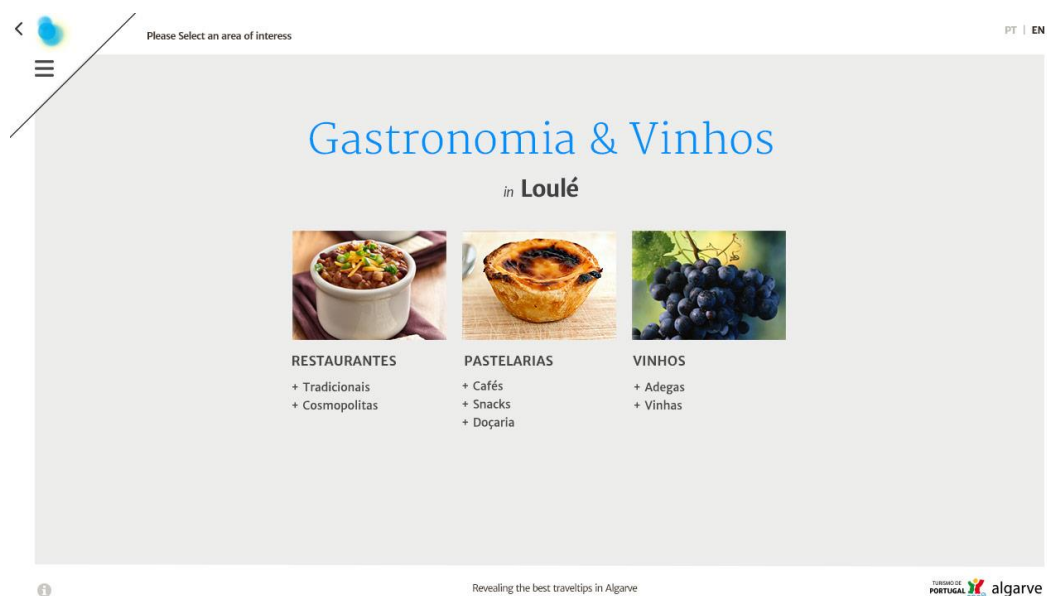 Please Select an area of interest
PT | EN
Gastronomia & Vinhos
in Loulé
RESTAURANTES
+ Tradicionais
+ Cosmopolitas
PASTELARIAS
+ Cafés
+ Snacks
+ Doçaria
VINHOS
+ Adegas
+ Vinhas
Revealing the best traveltips in Algarve
TURISMO DE
PORTUGAL
algarve